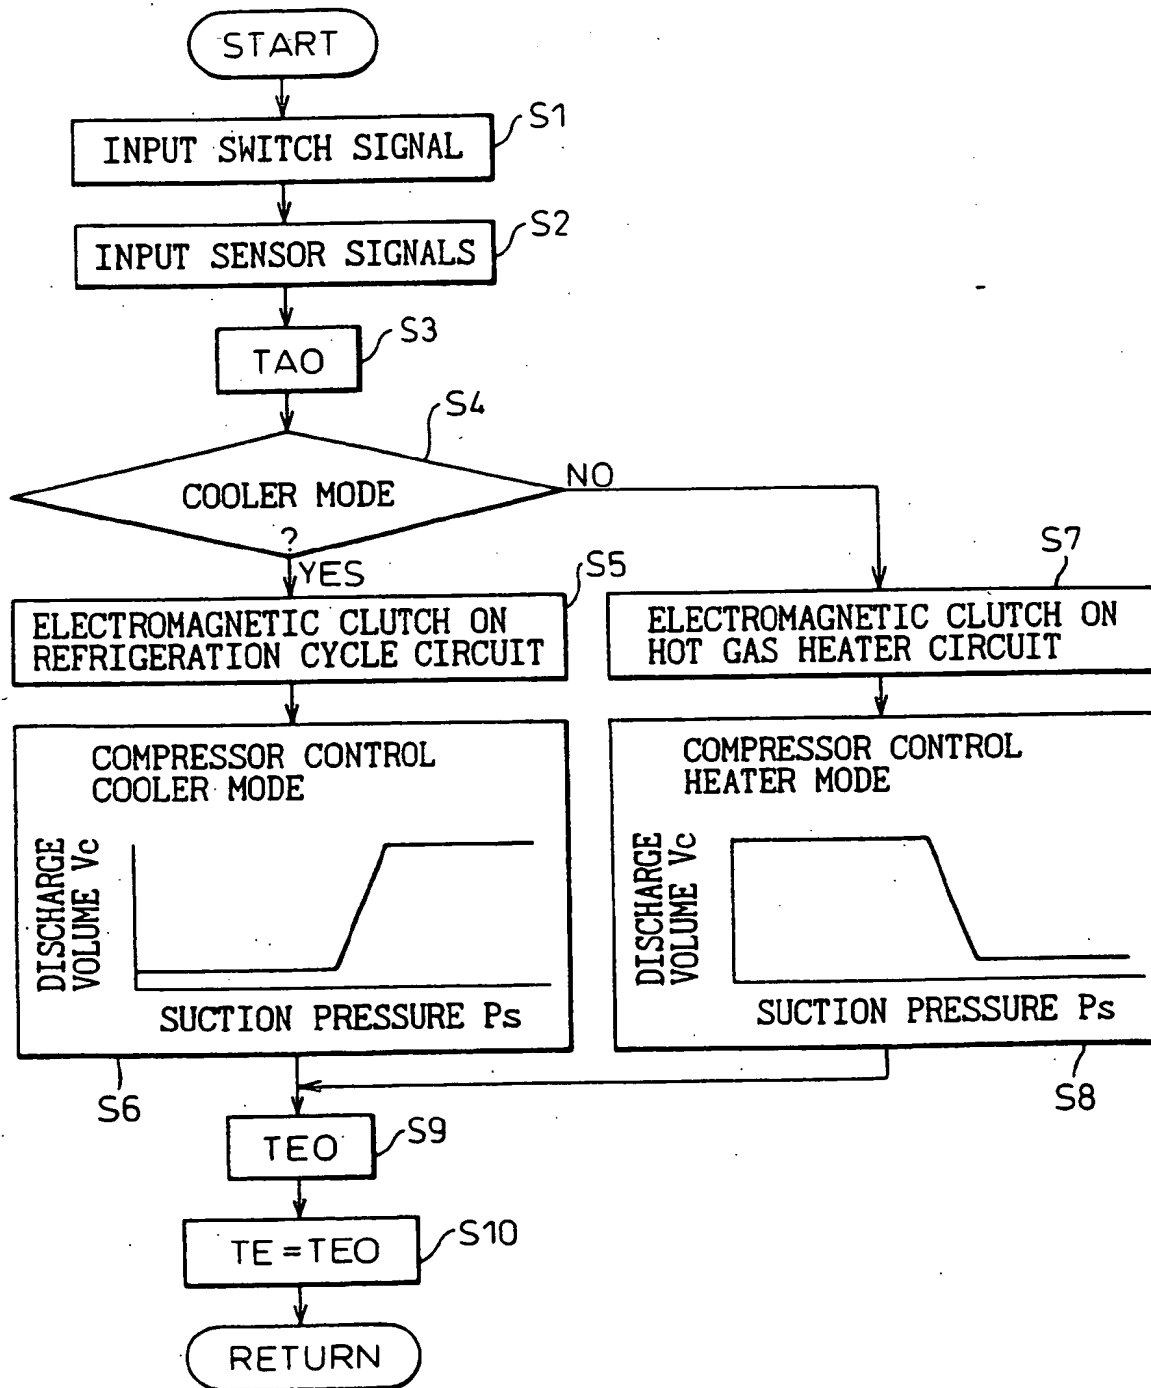 START
S1
INPUT SWITCH SIGNAL
S2
INPUT SENSOR SIGNALS
S3
TAO
S4
COOLER MODE
?
NO
YES
S5
ELECTROMAGNETIC CLUTCH ON
REFRIGERATION CYCLE CIRCUIT
S7
ELECTROMAGNETIC CLUTCH ON
HOT GAS HEATER CIRCUIT
COMPRESSOR CONTROL
COOLER MODE
DISCHARGE
VOLUME Vc
SUCTION PRESSURE Ps
S6
COMPRESSOR CONTROL
HEATER MODE
DISCHARGE
VOLUME Vc
SUCTION PRESSURE Ps
S8
TEO
S9
TE=TEO
S10
RETURN